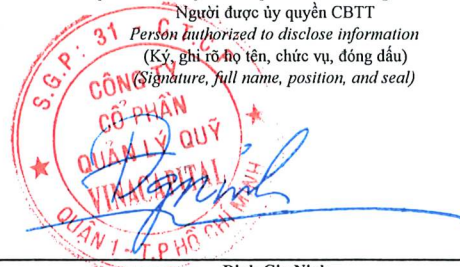 Người được ủy quyền CBTT
Person authorized to disclose information
(Ký, ghi rõ họ tên, chức vụ, đóng dấu)
(Signature, full name, position, and seal)
S.G.P: 31 C.T.C.P
CÔNG TY
CỔ PHẦN
QUẢN LÝ QUỸ
VINACAPITAL
QUẬN 1 - T.P HỒ CHÍ MINH